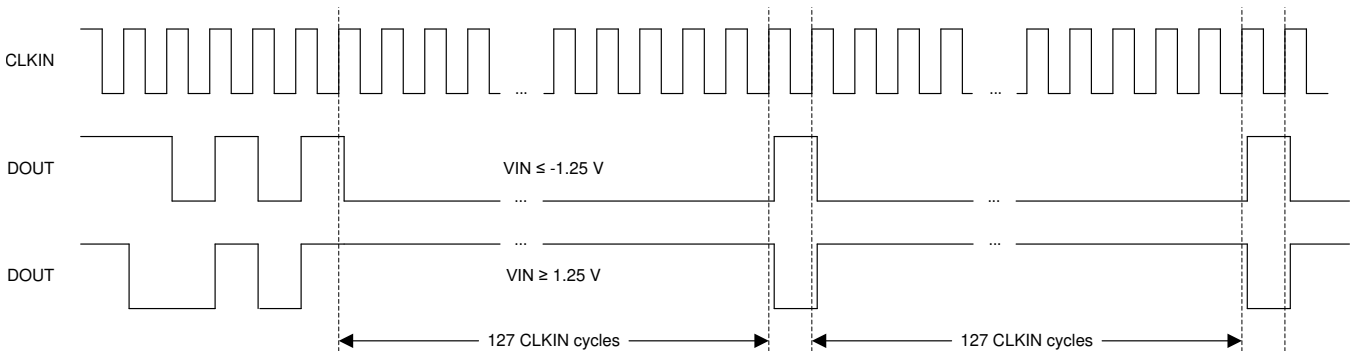 CLKIN
... ...
DOUT
VIN ≤ -1.25 V
... ...
DOUT
... ...
VIN ≥ 1.25 V
127 CLKIN cycles
127 CLKIN cycles